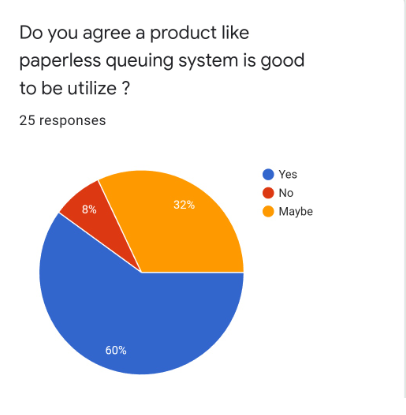 Do you agree a product like
paperless queuing system is good
to be utilize ?
25 responses
Yes
No
Maybe
8%
32%
60%